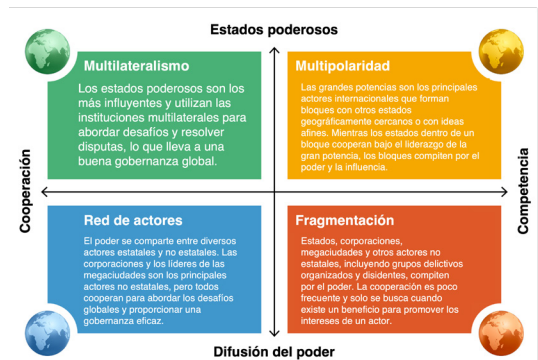 Estados poderosos
Multilateralismo
Los estados poderosos son los
más influyentes y utilizan las
instituciones multilaterales para
abordar desafíos y resolver
disputas, lo que lleva a una
buena gobernanza global.
Multipolaridad
Las grandes potencias son los principales
actores internacionales que forman
bloques con otros estados
geográficamente cercanos o con ideas
afines. Mientras los estados dentro de un
bloque cooperan bajo el liderazgo de la
gran potencia, los bloques compiten por el
poder y la influencia.
Cooperación
Competencia
Red de actores
El poder se comparte entre diversos
actores estatales y no estatales. Las
corporaciones y los líderes de las
megaciudades son los principales
actores no estatales, pero todos
cooperan para abordar los desafíos
globales y proporcionar una
gobernanza eficaz.
Fragmentación
Estados, corporaciones,
megaciudades y otros actores no
estatales, incluyendo grupos delictivos
organizados y disidentes, compiten
por el poder. La cooperación es poco
frecuente y solo se busca cuando
existe un beneficio para promover los
intereses de un actor.
Difusión del poder